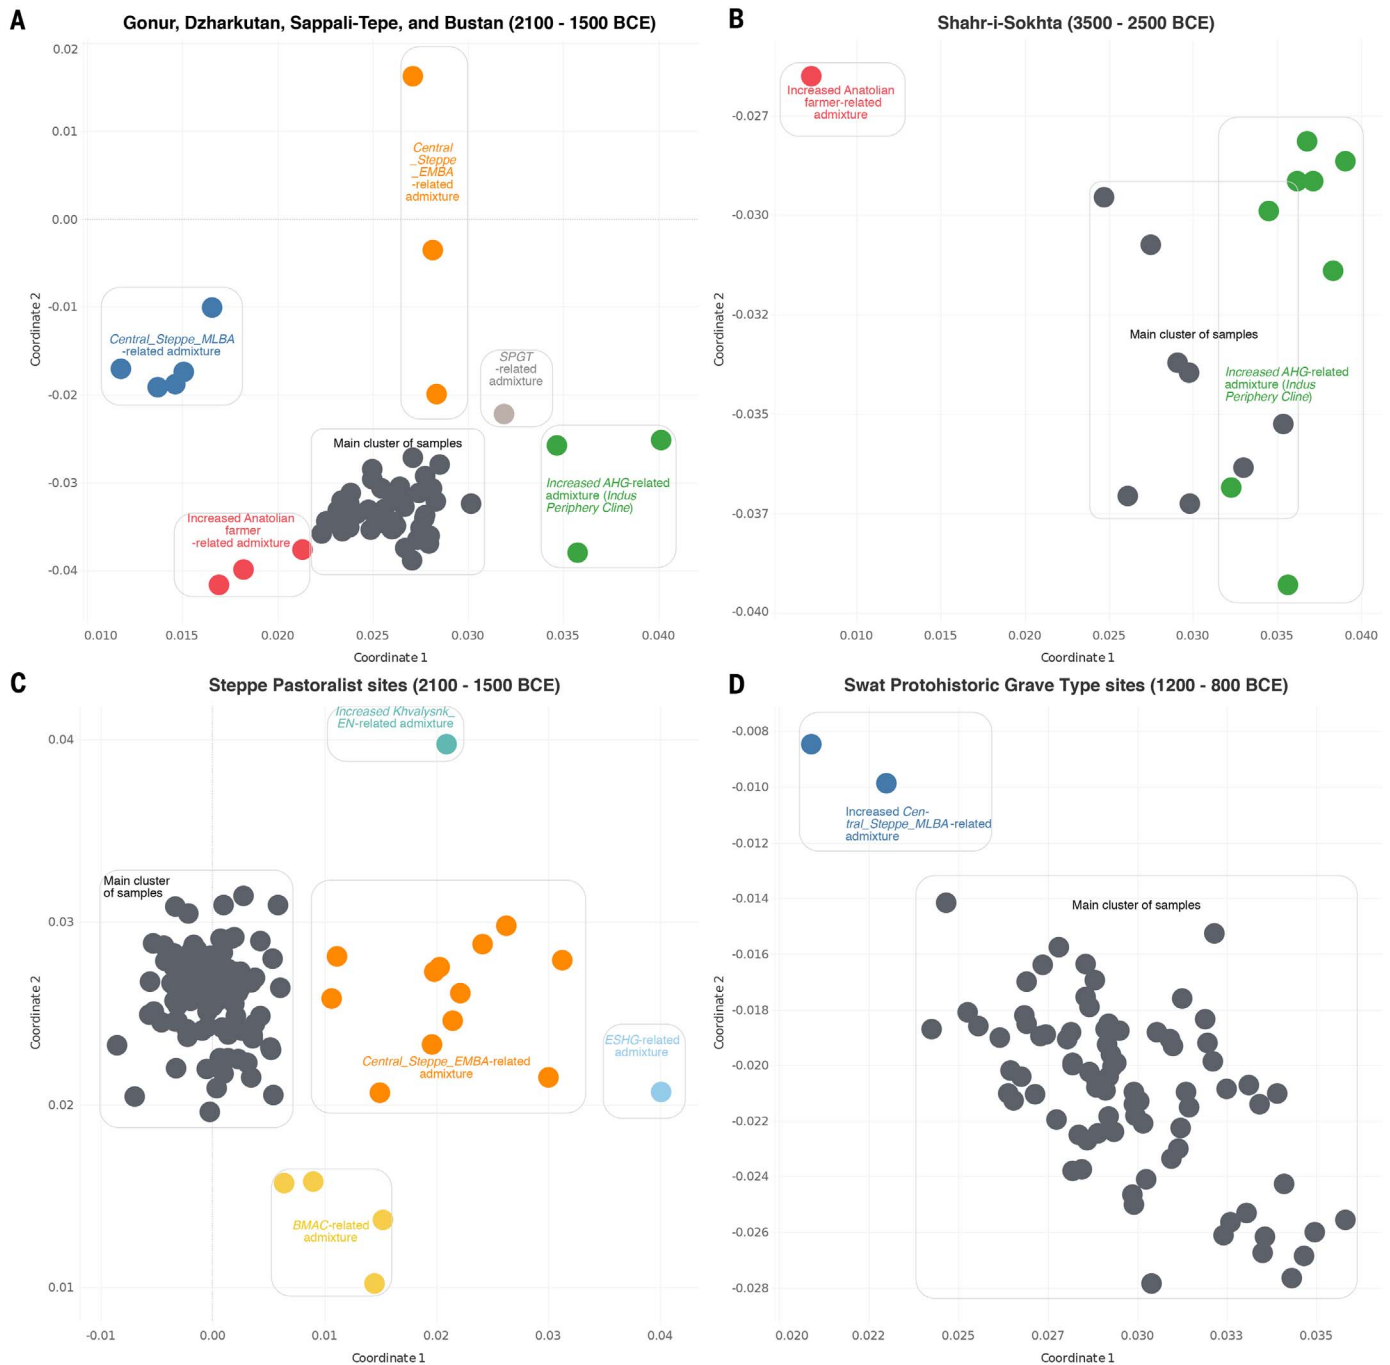 A
Gonur, Dzharkutan, Sappali-Tepe, and Bustan (2100 - 1500 BCE)
0.02
0.01
0.00
-0.01
-0.02
-0.03
-0.04
Coordinate 2
Central
_Steppe
_EMBA
-related
admixture
Central_Steppe_MLBA
-related admixture
SPGT
-related
admixture
Main cluster of samples
Increased AHG-related
admixture (Indus
Periphery Cline)
Increased Anatolian
farmer
-related admixture
0.010
0.015
0.020
0.025
0.030
0.035
0.040
Coordinate 1
B
Shahr-i-Sokhta (3500 - 2500 BCE)
-0.027
-0.030
-0.032
-0.035
-0.037
-0.040
Coordinate 2
Increased Anatolian
farmer-related
admixture
Main cluster of samples
Increased AHG-related
admixture (Indus
Periphery Cline)
0.010
0.015
0.020
0.025
0.030
0.035
0.040
Coordinate 1
C
Steppe Pastoralist sites (2100 - 1500 BCE)
0.04
0.03
0.02
0.01
Coordinate 2
Increased Khvalysnk_
EN-related admixture
Main cluster
of samples
Central_Steppe_EMBA-related
admixture
ESHG-related
admixture
BMAC-related
admixture
-0.01
0.00
0.01
0.02
0.03
0.04
Coordinate 1
D
Swat Protohistoric Grave Type sites (1200 - 800 BCE)
-0.008
-0.010
-0.012
-0.014
-0.016
-0.018
-0.020
-0.022
-0.024
-0.026
-0.028
Coordinate 2
Increased Cen-
tral_Steppe_MLBA-related
admixture
Main cluster of samples
0.020
0.022
0.025
0.027
0.030
0.033
0.035
Coordinate 1